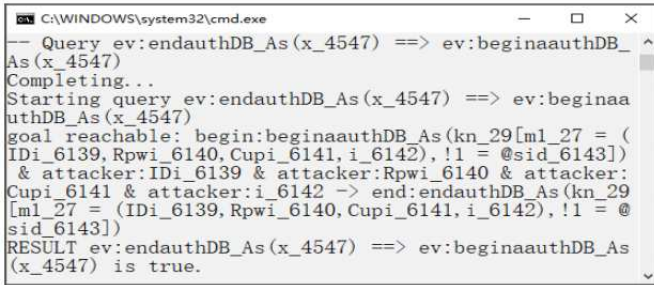 C:\WINDOWS\system32\cmd.exe
-- Query ev:endauthDB_As(x_4547) ==> ev:beginaauthDB_
As(x_4547)
Completing...
Starting query ev:endauthDB_As(x_4547) ==> ev:beginaa
uthDB_As(x_4547)
goal reachable: begin:beginaauthDB_As(kn_29[m1_27 = (
IDi_6139,Rpwi_6140,Cupi_6141,i_6142),!1 = @sid_6143])
 & attacker:IDi_6139 & attacker:Rpwi_6140 & attacker:
Cupi_6141 & attacker:i_6142 -> end:endauthDB_As(kn_29
[m1_27 = (IDi_6139,Rpwi_6140,Cupi_6141,i_6142),!1 = @
sid_6143])
RESULT ev:endauthDB_As(x_4547) ==> ev:beginaauthDB_As
(x_4547) is true.